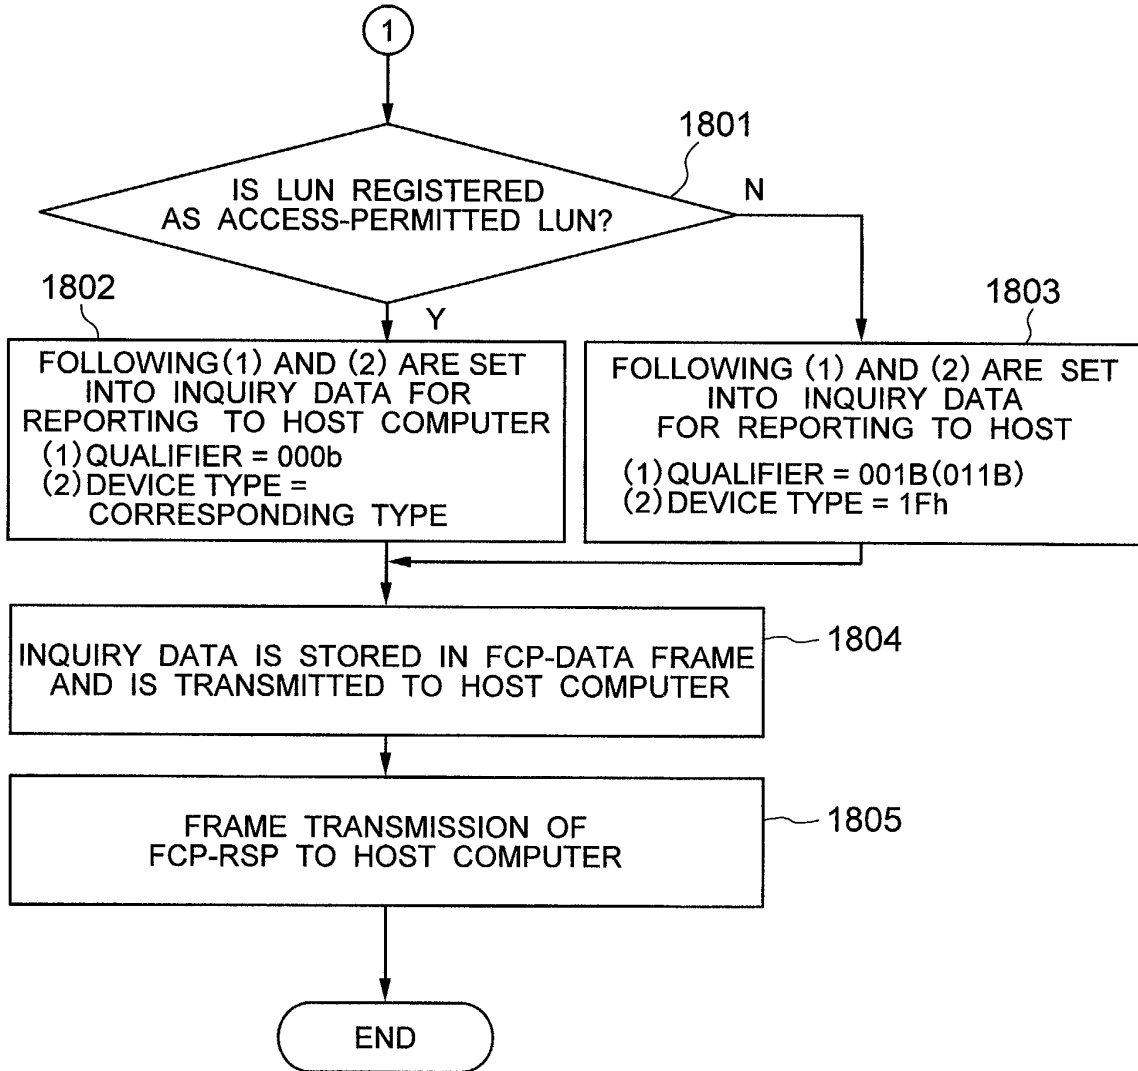 1
1801
IS LUN REGISTERED
AS ACCESS-PERMITTED LUN?
N
Y
1802
FOLLOWING (1) AND (2) ARE SET
INTO INQUIRY DATA FOR
REPORTING TO HOST COMPUTER
(1) QUALIFIER = 000b
(2) DEVICE TYPE =
CORRESPONDING TYPE
1803
FOLLOWING (1) AND (2) ARE SET
INTO INQUIRY DATA
FOR REPORTING TO HOST
(1) QUALIFIER = 001B (011B)
(2) DEVICE TYPE = 1Fh
INQUIRY DATA IS STORED IN FCP-DATA FRAME
AND IS TRANSMITTED TO HOST COMPUTER
1804
FRAME TRANSMISSION OF
FCP-RSP TO HOST COMPUTER
1805
END